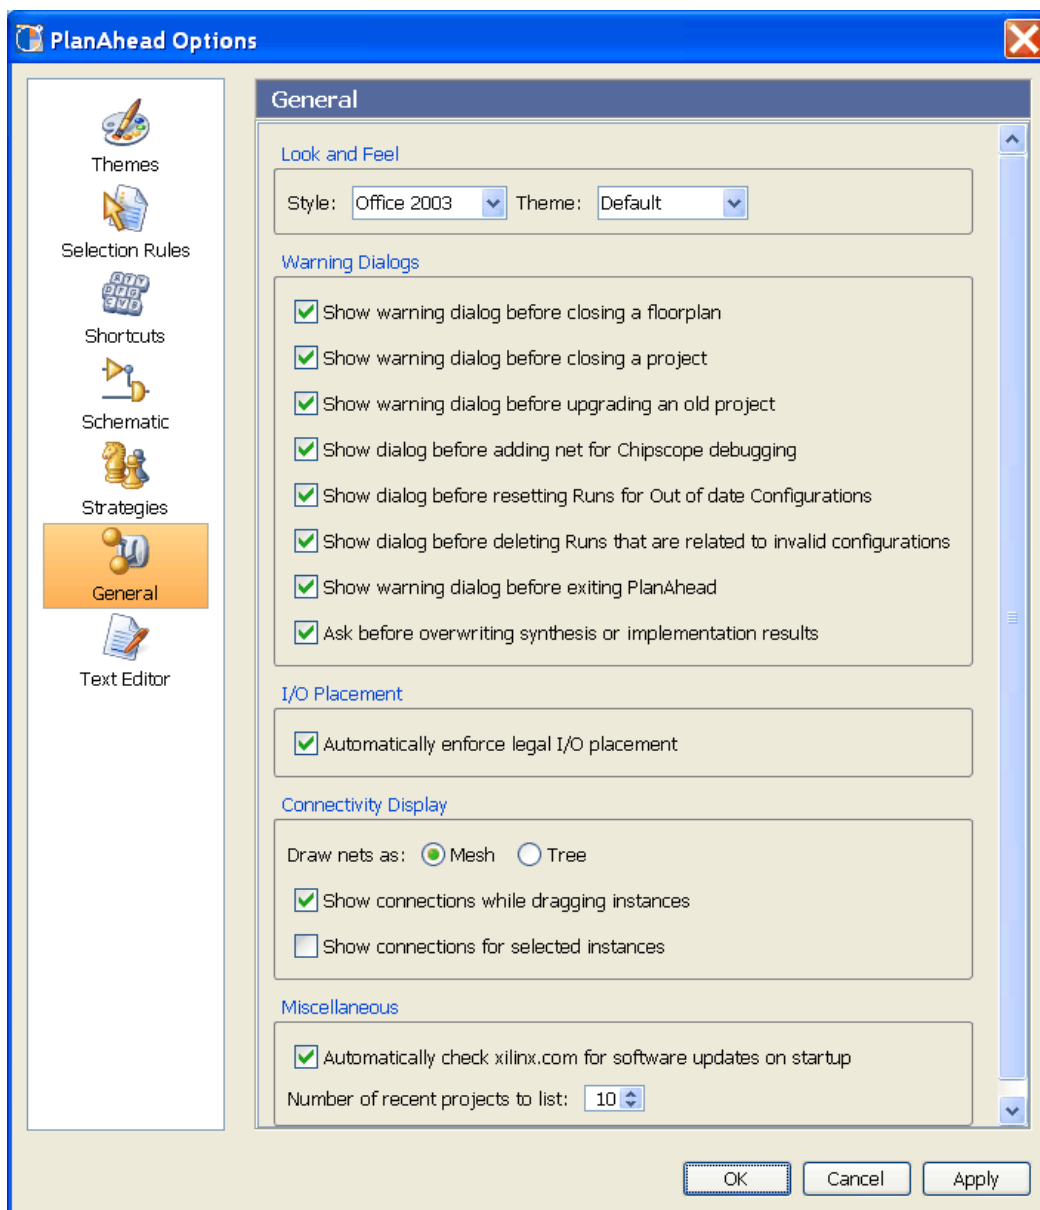 PlanAhead Options
Themes
Selection Rules
Shortcuts
Schematic
Strategies
General
Text Editor
General
Look and Feel
Style: Office 2003 Theme: Default
Warning Dialogs
Show warning dialog before closing a floorplan
Show warning dialog before closing a project
Show warning dialog before upgrading an old project
Show dialog before adding net for Chipscope debugging
Show dialog before resetting Runs for Out of date Configurations
Show dialog before deleting Runs that are related to invalid configurations
Show warning dialog before exiting PlanAhead
Ask before overwriting synthesis or implementation results
I/O Placement
Automatically enforce legal I/O placement
Connectivity Display
Draw nets as: Mesh Tree
Show connections while dragging instances
Show connections for selected instances
Miscellaneous
Automatically check xilinx.com for software updates on startup
Number of recent projects to list: 10
OK Cancel Apply